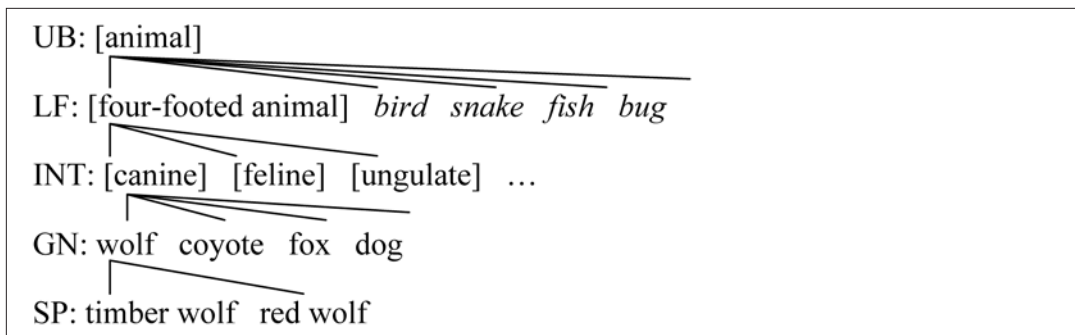 UB: [animal]
LF: [four-footed animal] bird snake fish bug
INT: [canine] [feline] [ungulate] …
GN: wolf coyote fox dog
SP: timber wolf red wolf